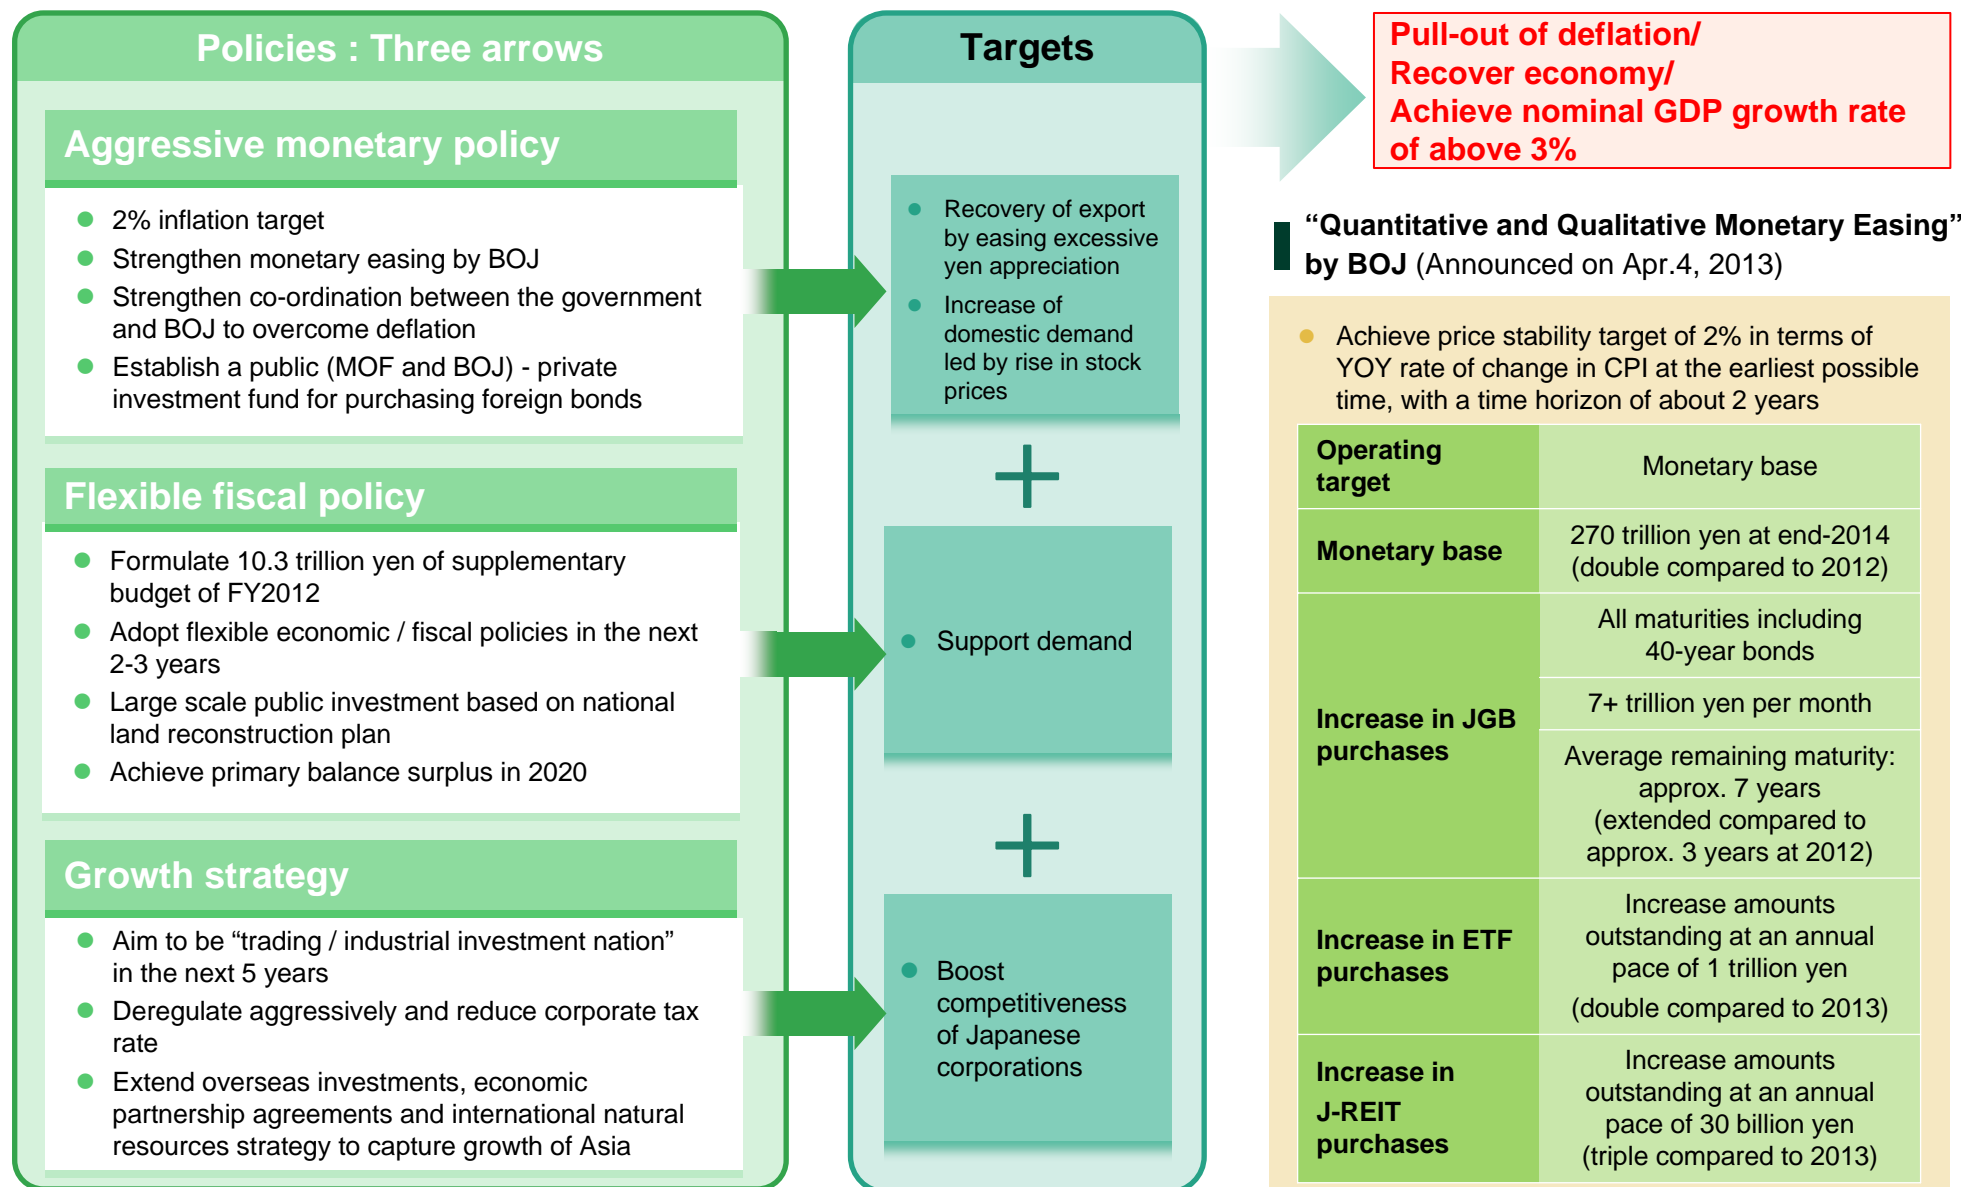 Policies : Three arrows
Aggressive monetary policy
2% inflation target
Strengthen monetary easing by BOJ
Strengthen co-ordination between the government
and BOJ to overcome deflation
Establish a public (MOF and BOJ) - private
investment fund for purchasing foreign bonds
Flexible fiscal policy
Formulate 10.3 trillion yen of supplementary
budget of FY2012
Adopt flexible economic / fiscal policies in the next
2-3 years
Large scale public investment based on national
land reconstruction plan
Achieve primary balance surplus in 2020
Growth strategy
Aim to be “trading / industrial investment nation”
in the next 5 years
Deregulate aggressively and reduce corporate tax
rate
Extend overseas investments, economic
partnership agreements and international natural
resources strategy to capture growth of Asia
Targets
Recovery of export
by easing excessive
yen appreciation
Increase of
domestic demand
led by rise in stock
prices
+
Support demand
+
Boost
competitiveness
of Japanese
corporations
Pull-out of deflation/
Recover economy/
Achieve nominal GDP growth rate
of above 3%
“Quantitative and Qualitative Monetary Easing”
by BOJ (Announced on Apr.4, 2013)
Achieve price stability target of 2% in terms of
YOY rate of change in CPI at the earliest possible
time, with a time horizon of about 2 years
Operating
target
Monetary base
Monetary base
270 trillion yen at end-2014
(double compared to 2012)
Increase in JGB
purchases
All maturities including
40-year bonds
7+ trillion yen per month
Average remaining maturity:
approx. 7 years
(extended compared to
approx. 3 years at 2012)
Increase in ETF
purchases
Increase amounts
outstanding at an annual
pace of 1 trillion yen
(double compared to 2013)
Increase in
J-REIT
purchases
Increase amounts
outstanding at an annual
pace of 30 billion yen
(triple compared to 2013)